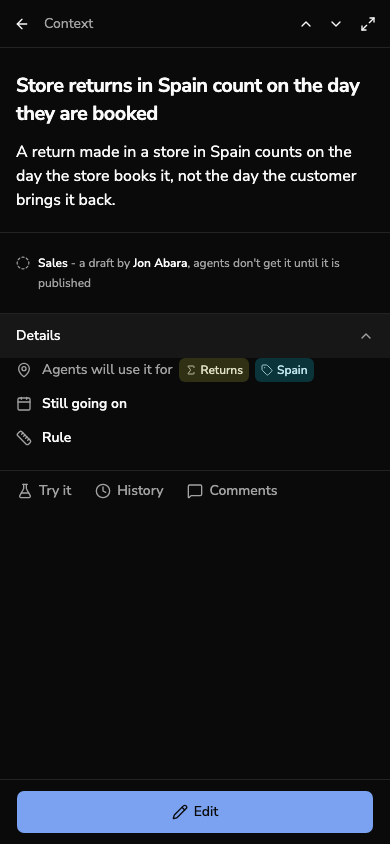 Context
Store returns in Spain count on the day
they are booked
A return made in a store in Spain counts on the
day the store books it, not the day the customer
brings it back.
Sales - a draft by Jon Abara, agents don't get it until it is
published
Details
Agents will use it for Returns Spain
Still going on
Rule
Try it History Comments
Edit